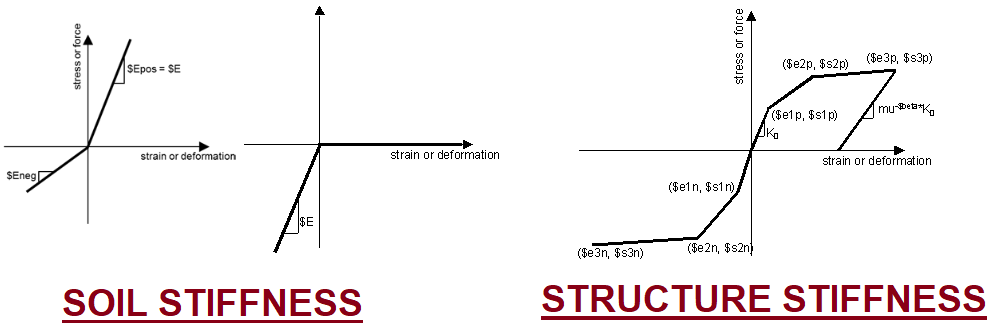 stress or force
$Epos = $E
strain or deformation
$Eneg
strain or deformation
$E
SOIL STIFFNESS
stress or force
($e2p, $s2p)
($e3p, $s3p)
($e1p, $s1p)
K0
mu-$beta*K0
strain or deformation
($e1n, $s1n)
($e2n, $s2n)
($e3n, $s3n)
STRUCTURE STIFFNESS